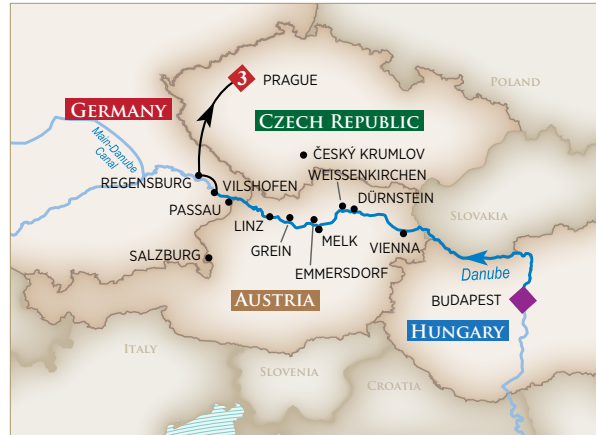 3
PRAGUE
POLAND
GERMANY
CZECH REPUBLIC
Main-Danube
Canal
ČESKÝ KRUMLOV
WEISSENKIRCHEN
REGENSBURG
VILSHOFEN
DÜRNSTEIN
PASSAU
SLOVAKIA
LINZ
GREIN
MELK
VIENNA
SALZBURG
EMMERSDORF
Danube
AUSTRIA
BUDAPEST
HUNGARY
ITALY
SLOVENIA
CROATIA